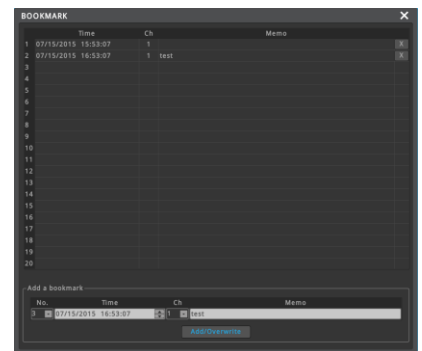 BOOKMARK X
Time Ch Memo
1 07/15/2015 15:53:07 1 X
2 07/15/2015 16:53:07 1 test X
3
4
5
6
7
8
9
10
11
12
13
14
15
16
17
18
19
20
Add a bookmark
No. Time Ch Memo
3 07/15/2015 16:53:07 1 test
Add/Overwrite